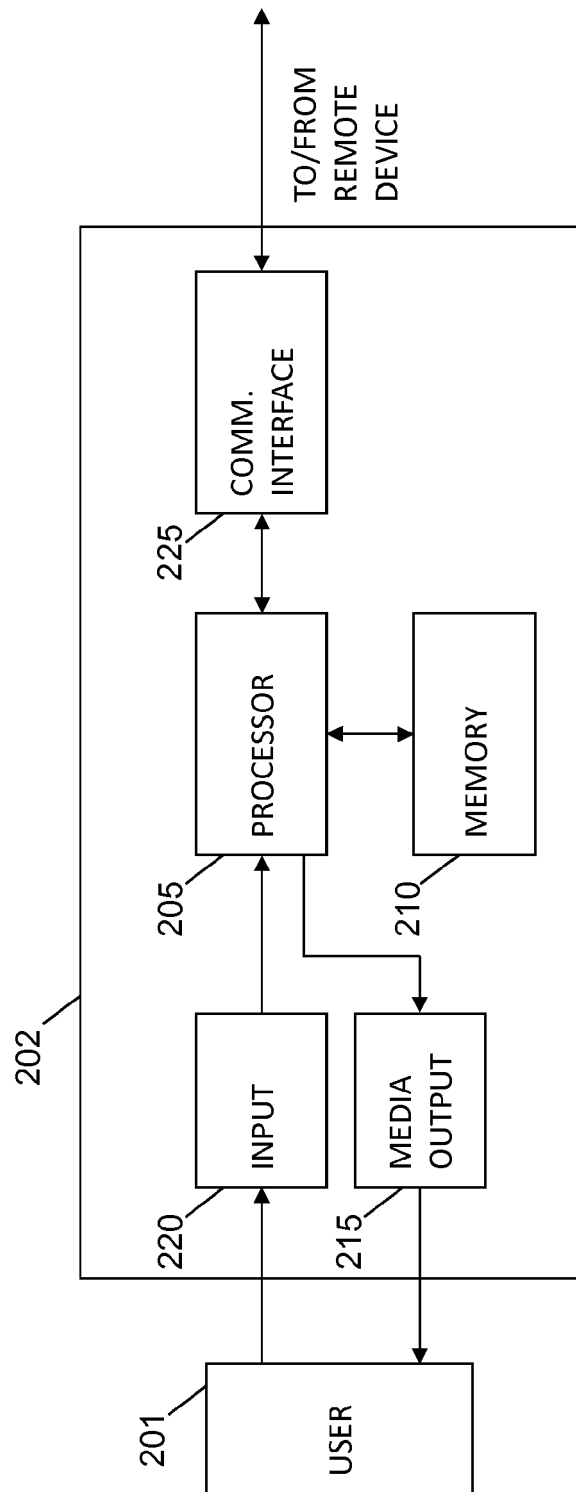 202
201
USER
220
INPUT
205
PROCESSOR
225
COMM.
INTERFACE
TO/FROM
REMOTE
DEVICE
215
MEDIA
OUTPUT
210
MEMORY